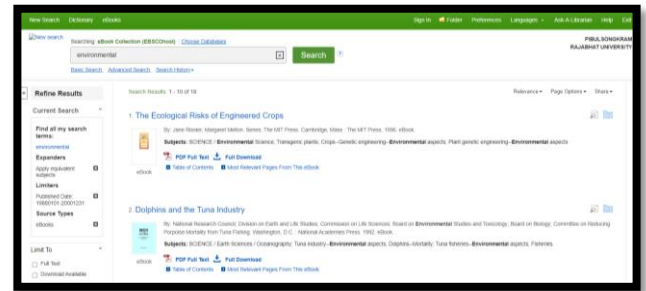 New Search Dictionary eBooks Sign In Folder Preferences Languages Ask-A-Librarian Help Exit
New search
Searching: eBook Collection (EBSCOhost) Choose Databases
PIBULSONGKRAM
RAJABHAT UNIVERSITY
environmental Search
Basic Search Advanced Search Search History
Refine Results
Search Results: 1 - 10 of 18 Relevance Page Options Share
Current Search
Find all my search
terms:
environmental
Expanders
Apply equivalent
subjects
Limiters
Published Date:
19880101-20001231
Source Types
eBooks
Limit To
Full Text
Download Available
1. The Ecological Risks of Engineered Crops
By: Jane Rissler; Margaret Mellon. Series: The MIT Press. Cambridge, Mass : The MIT Press. 1996. eBook.
Subjects: SCIENCE / Environmental Science; Transgenic plants; Crops--Genetic engineering--Environmental aspects; Plant genetic engineering--Environmental aspects
eBook
PDF Full Text Full Download
Table of Contents Most Relevant Pages From This eBook
2. Dolphins and the Tuna Industry
By: National Research Council; Division on Earth and Life Studies; Commission on Life Sciences; Board on Environmental Studies and Toxicology; Board on Biology; Committee on Reducing
Porpoise Mortality from Tuna Fishing. Washington, D.C. : National Academies Press. 1992. eBook.
Subjects: SCIENCE / Earth Sciences / Oceanography; Tuna industry--Environmental aspects; Dolphins--Mortality; Tuna fisheries--Environmental aspects; Fisheries
eBook
PDF Full Text Full Download
Table of Contents Most Relevant Pages From This eBook